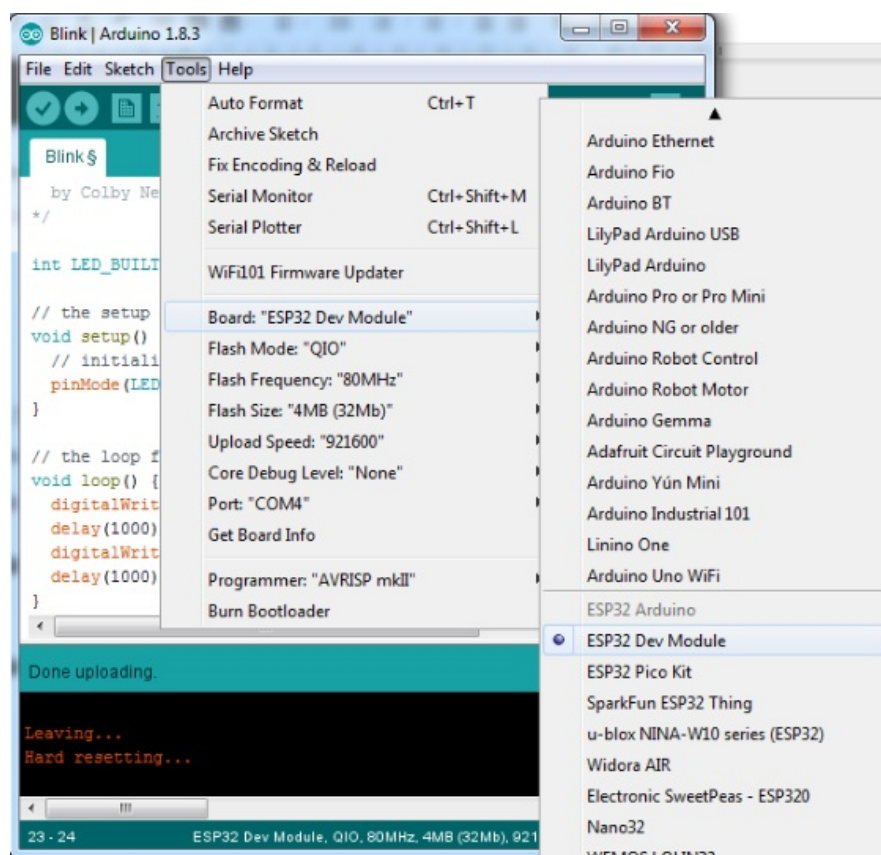 Blink | Arduino 1.8.3
File Edit Sketch Tools Help
Blink §
by Colby
*/
int
// the setup
void setup() 
//
pinMode(
}
// the loop
void loop() {
delay(1000)
delay(1000)
}
Auto Format Ctrl+T
Archive Sketch
Fix Encoding & Reload
Serial Monitor Ctrl+Shift+M
Serial Plotter Ctrl+Shift+L
WiFi101 Firmware Updater
Board: "ESP32 Dev Module"
Flash Mode: "QIO"
Flash Frequency: "80MHz"
Flash Size: "4MB (32Mb)"
Upload Speed: "921600"
Core Debug Level: "None"
Port: "COM4"
Get Board Info
Programmer: "AVRISP mkII"
Burn Bootloader
Arduino Ethernet
Arduino Fio
Arduino BT
LilyPad Arduino USB
LilyPad Arduino
Arduino Pro or Pro Mini
Arduino NG or older
Arduino Robot Control
Arduino Robot Motor
Arduino Gemma
Adafruit Circuit Playground
Arduino Yún Mini
Arduino Industrial 101
Linino One
Arduino Uno WiFi
ESP32 Arduino
ESP32 Dev Module
ESP32 Pico Kit
SparkFun ESP32 Thing
u-blox NINA-W10 series (ESP32)
Widora AIR
Electronic SweetPeas - ESP320
Nano32
Done uploading.
Leaving...
Hard resetting...
23 - 24 ESP32 Dev Module, QIO, 80MHz, 4MB (32Mb), 921